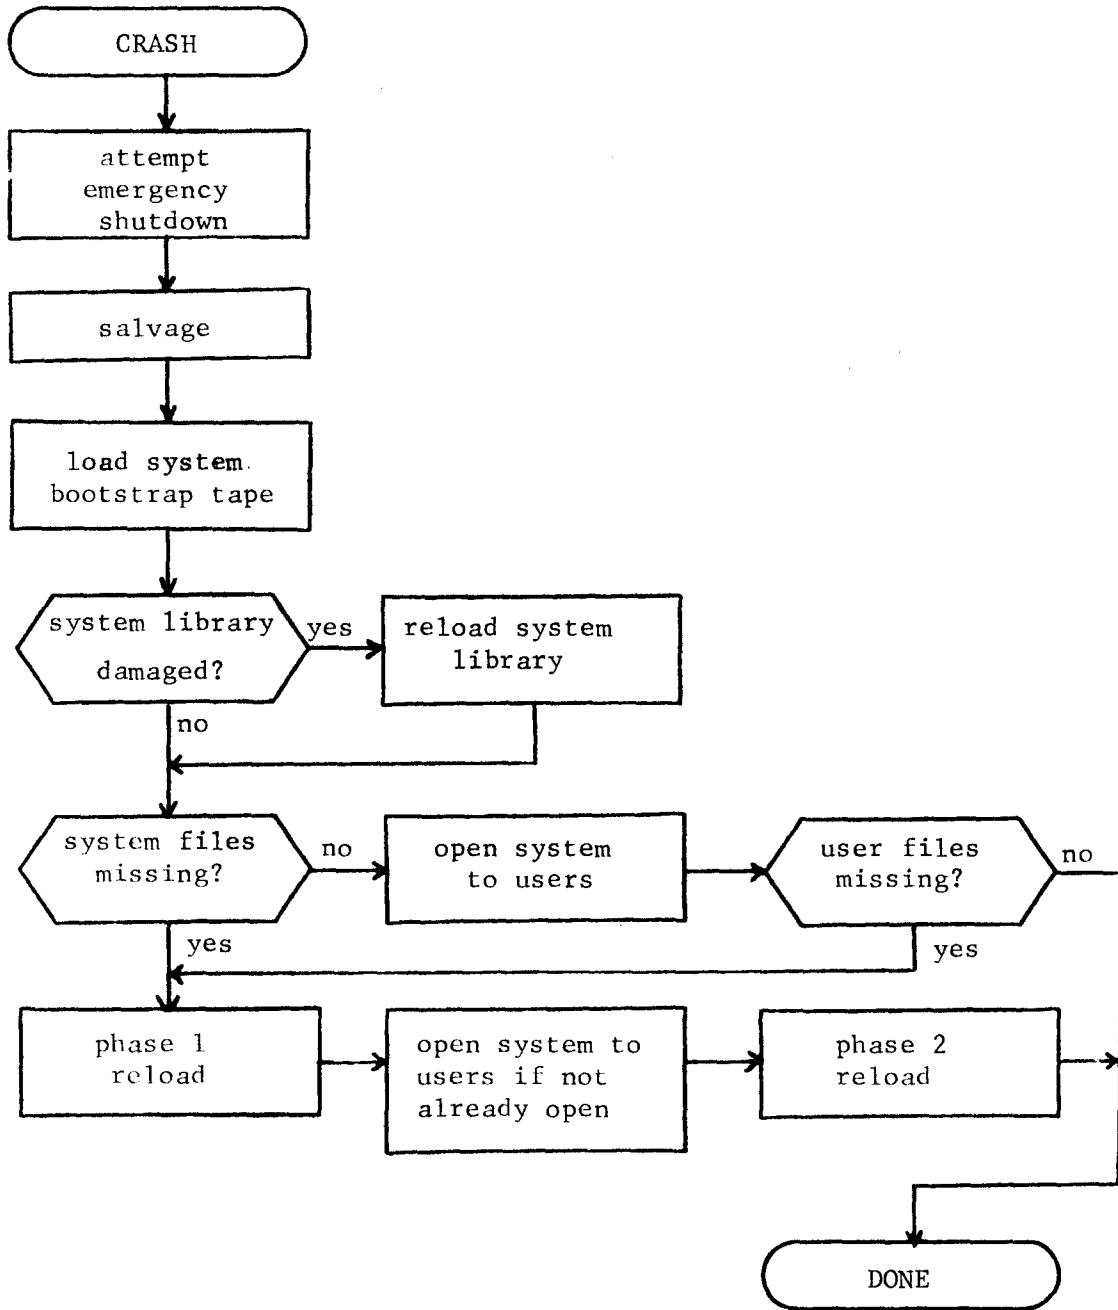 CRASH
attempt
emergency
shutdown
salvage
load system
bootstrap tape
system library
damaged?
yes
reload system
library
no
system files
missing?
no
open system
to users
user files
missing?
no
yes
yes
phase 1
reload
open system to
users if not
already open
phase 2
reload
DONE